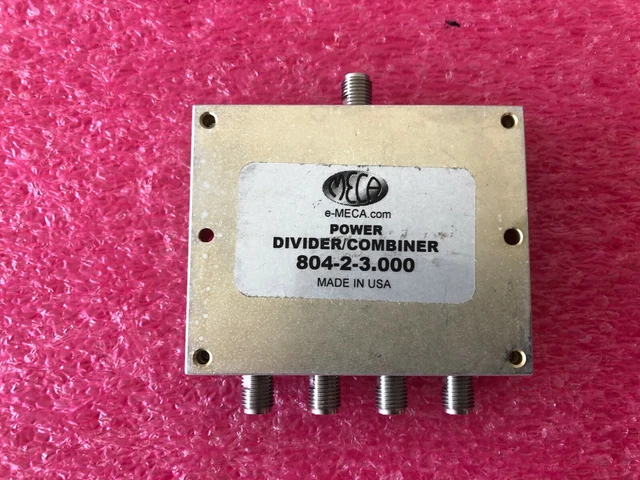 MECA
e-MECA.com
POWER
DIVIDER/COMBINER
804-2-3.000
MADE IN USA